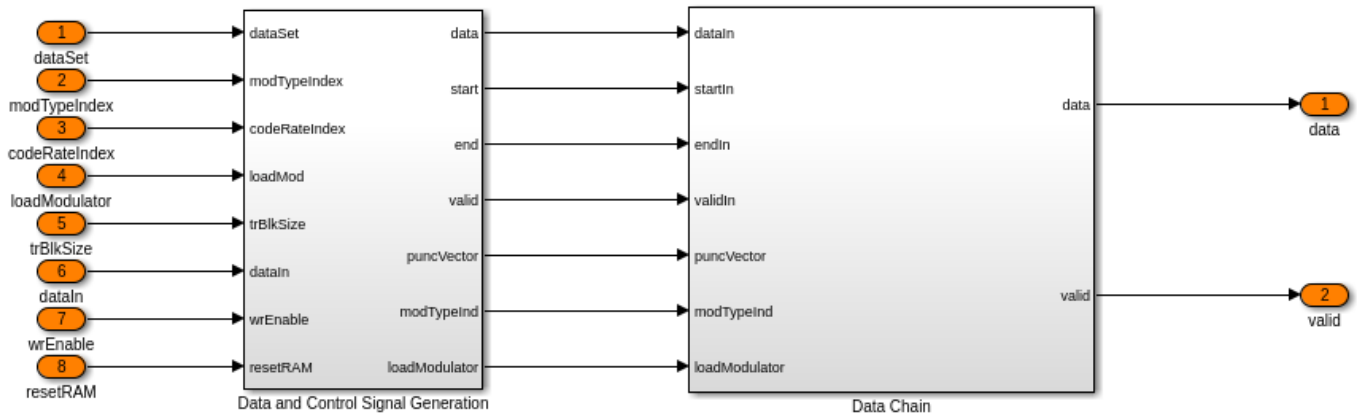 1
dataSet
2
modTypeIndex
3
codeRateIndex
4
loadModulator
5
trBlkSize
6
dataIn
7
wrEnable
8
resetRAM
dataSet
modTypeIndex
codeRateIndex
loadMod
trBlkSize
dataIn
wrEnable
resetRAM
data
start
end
valid
puncVector
modTypeInd
loadModulator
Data and Control Signal Generation
dataIn
startIn
endIn
validIn
puncVector
modTypeInd
loadModulator
data
valid
Data Chain
1
data
2
valid